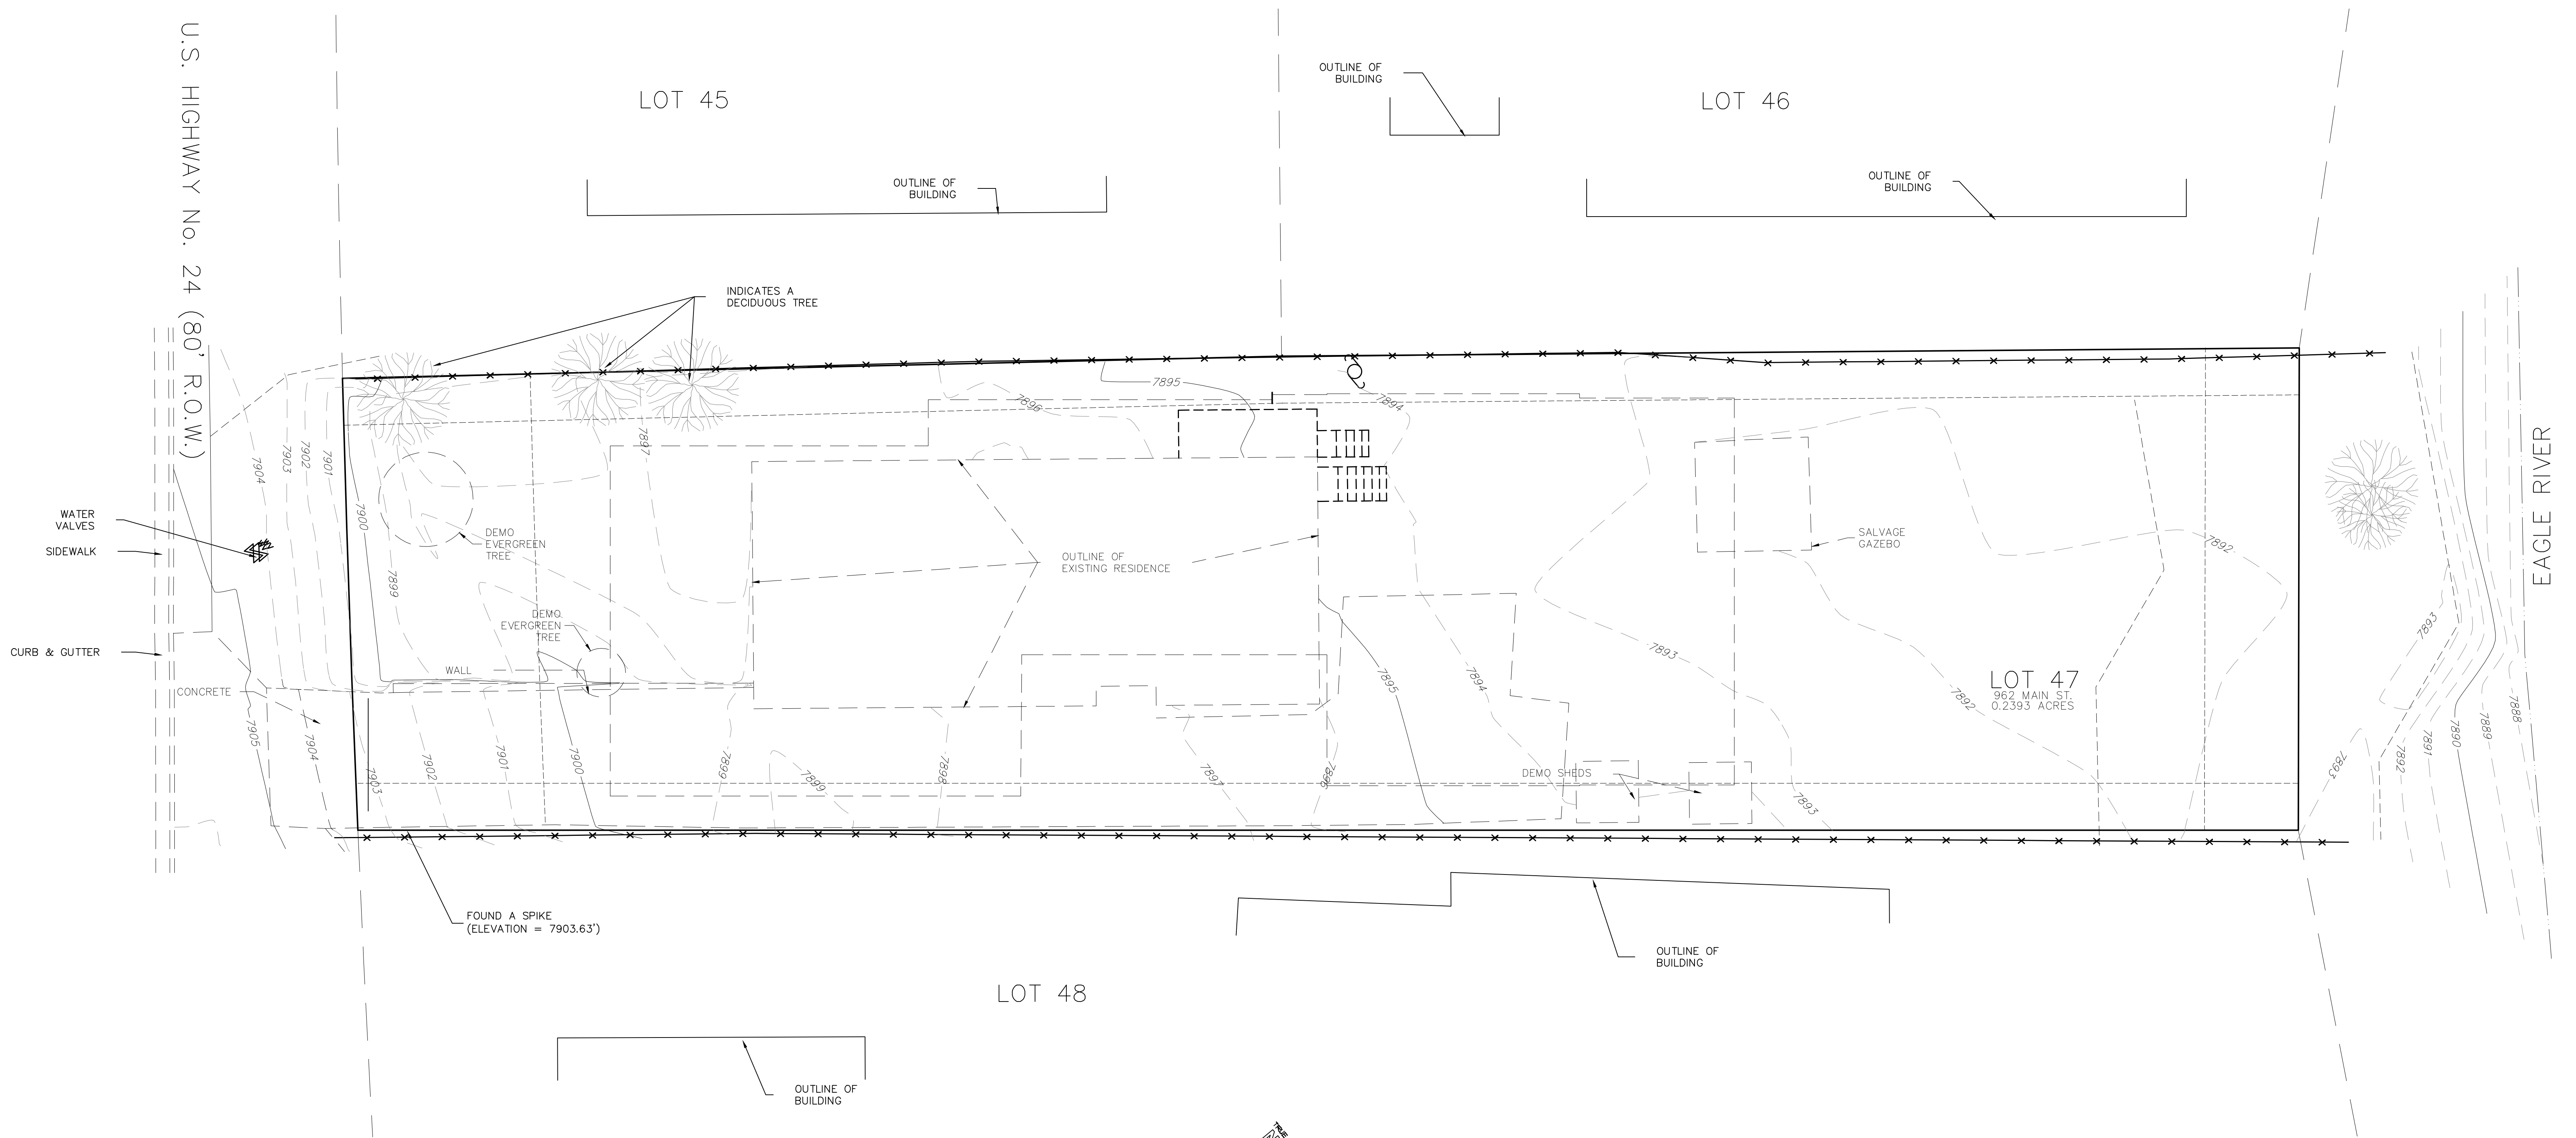 U.S. HIGHWAY No. 24 (80' R.O.W.)
LOT 45
OUTLINE OF
BUILDING
LOT 46
OUTLINE OF
BUILDING
OUTLINE OF
BUILDING
INDICATES A
DECIDUOUS TREE
7895
7896
7894
7897
7904
7903
7902
7901
7900
7899
WATER
VALVES
SIDEWALK
CURB & GUTTER
CONCRETE
DEMO
EVERGREEN
TREE
DEMO
EVERGREEN
TREE
WALL
OUTLINE OF
EXISTING RESIDENCE
SALVAGE
GAZEBO
7892
EAGLE RIVER
7893
7893
7895
7894
7892
LOT 47
962 MAIN ST.
0.2393 ACRES
7905
7904
7903
7902
7901
7900
7899
7899
7898
7897
7896
DEMO SHEDS
7893
7893
7892
7891
7890
7889
7888
FOUND A SPIKE
(ELEVATION = 7903.63')
OUTLINE OF
BUILDING
LOT 48
OUTLINE OF
BUILDING
TRUE